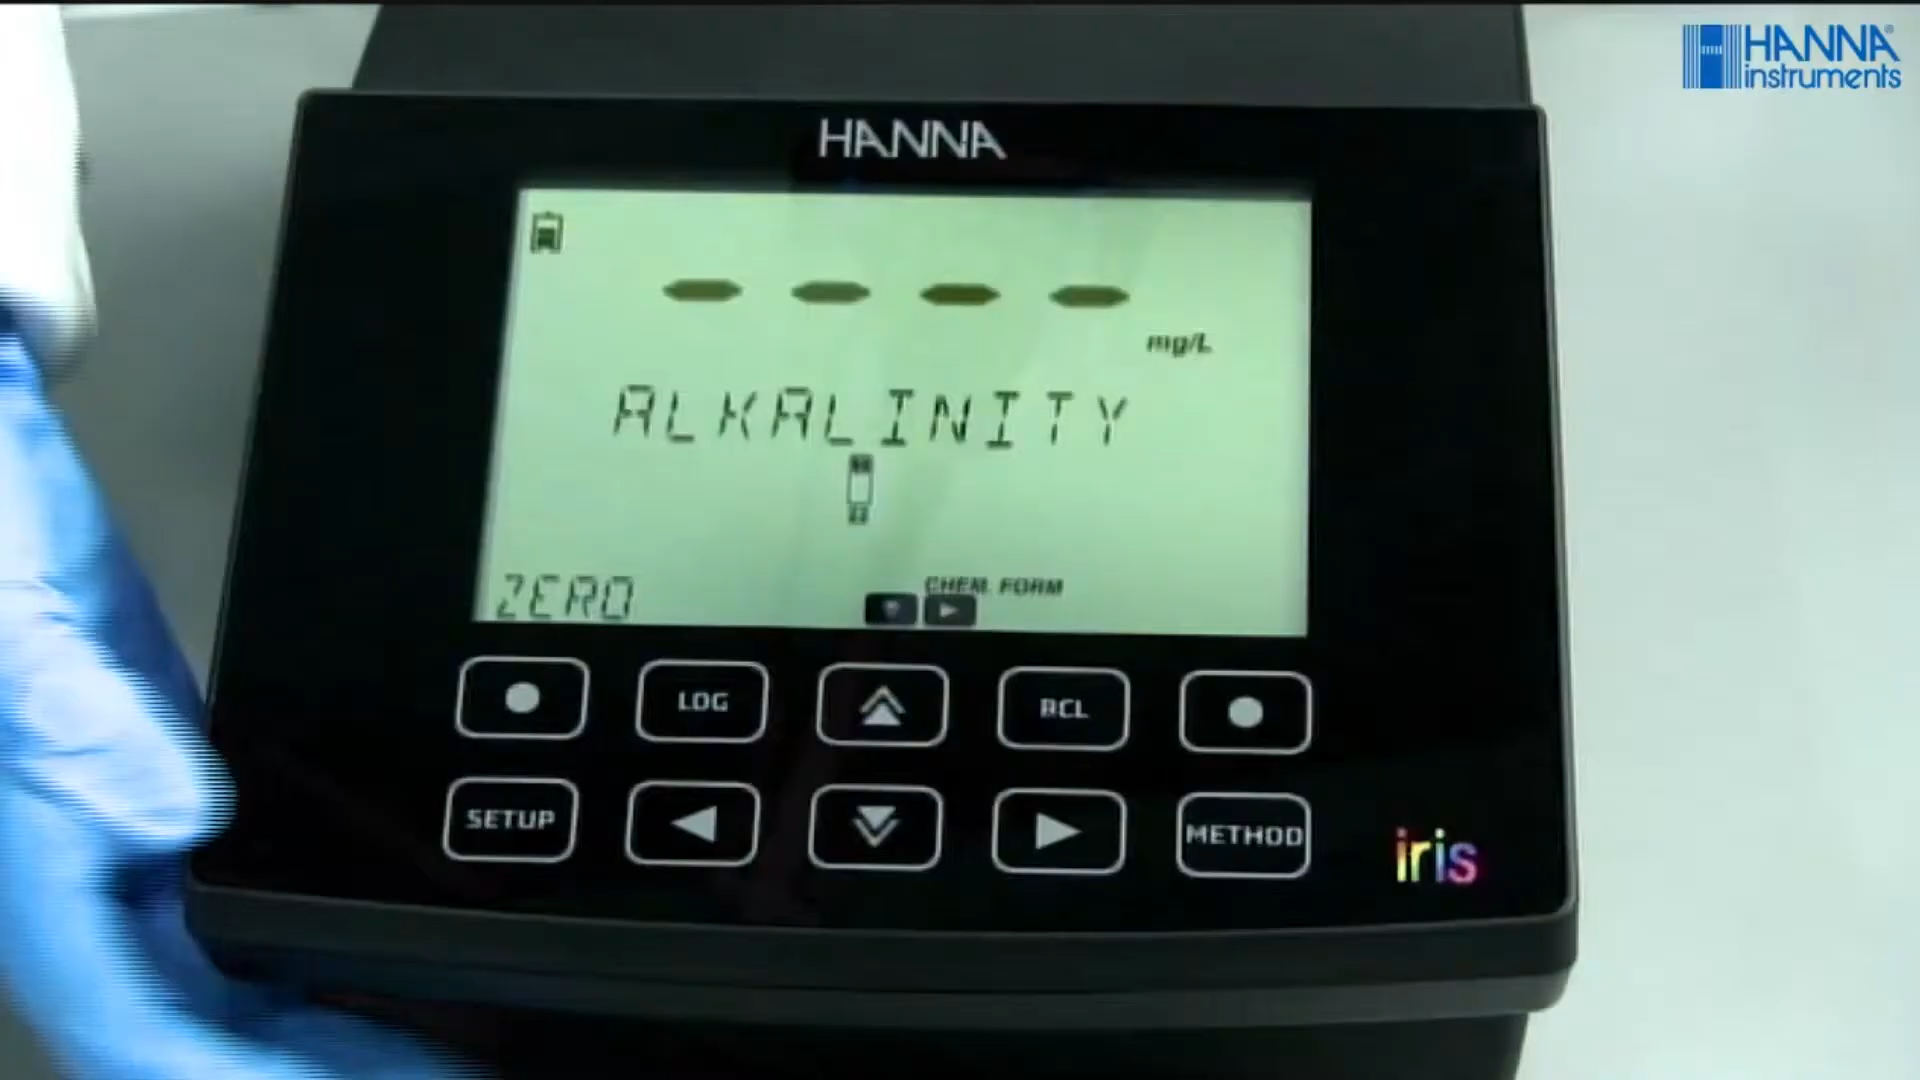 HANNA
instruments
HANNA
mg/L
ALKALINITY
ZERO
CHEM. FORM
LOG
RCL
SETUP
METHOD
iris